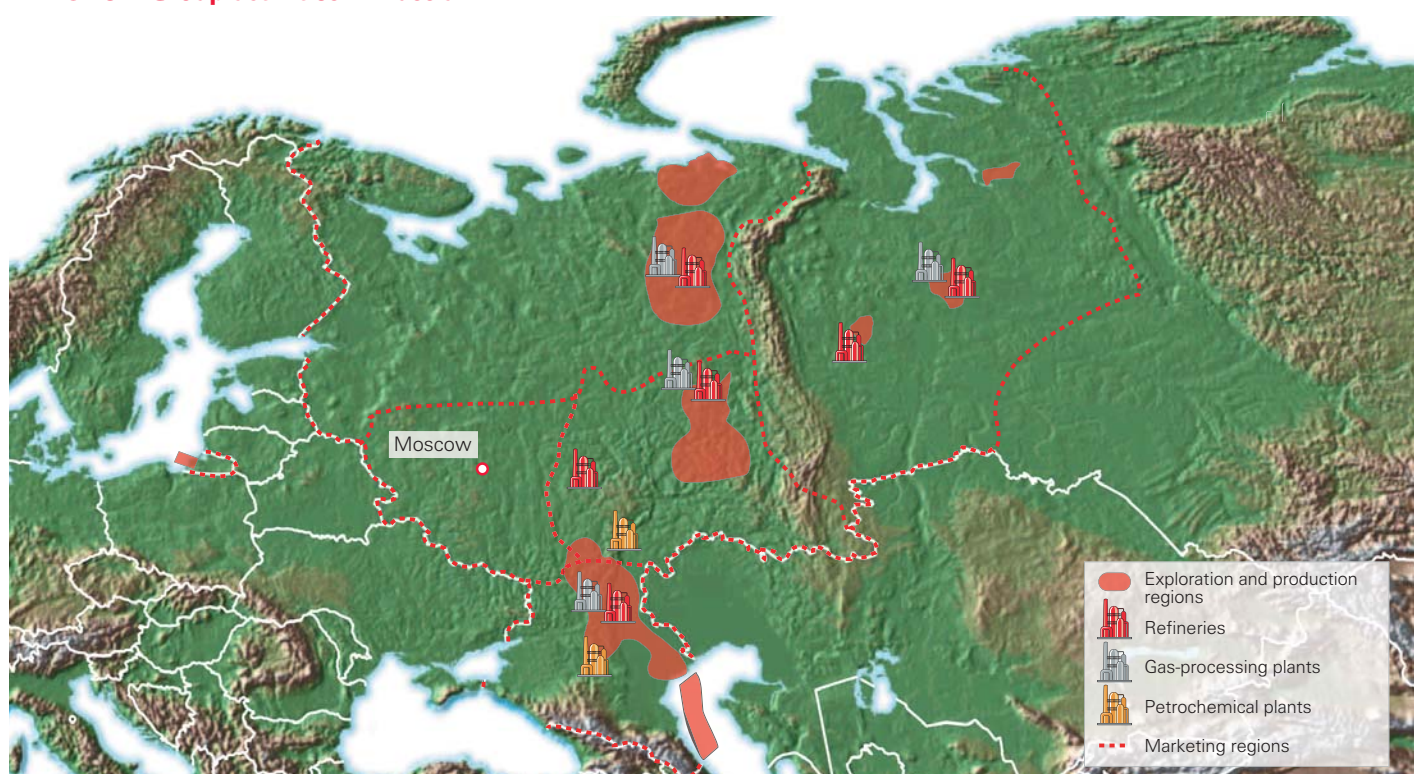 Moscow
Exploration and production
regions
Refineries
Gas-processing plants
Petrochemical plants
Marketing regions